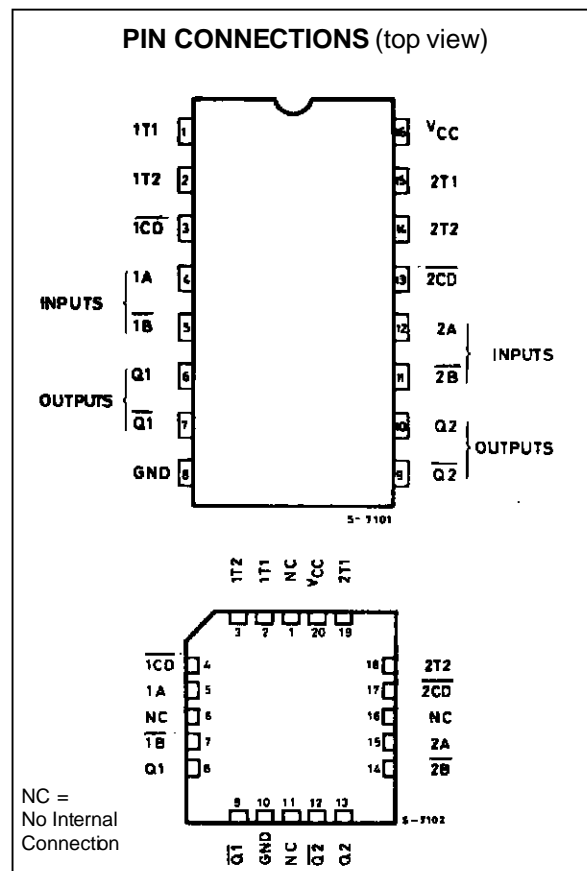 PIN CONNECTIONS (top view)
1T1 1 16 VCC
1T2 2 15 2T1
1CD 3 14 2T2
1A 4 13 2CD
INPUTS
1B 5 12 2A
INPUTS
Q1 6 11 2B
OUTPUTS
Q1 7 10 Q2
OUTPUTS
GND 8 9 Q2
S-7101
1T2 1T1 NC VCC 2T1
3 2 1 20 19
1CD 4 18 2T2
1A 5 17 2CD
NC 6 16 NC
1B 7 15 2A
Q1 8 14 2B
9 10 11 12 13
S-7102
Q1 GND NC Q2 Q2
NC =
No Internal
Connection